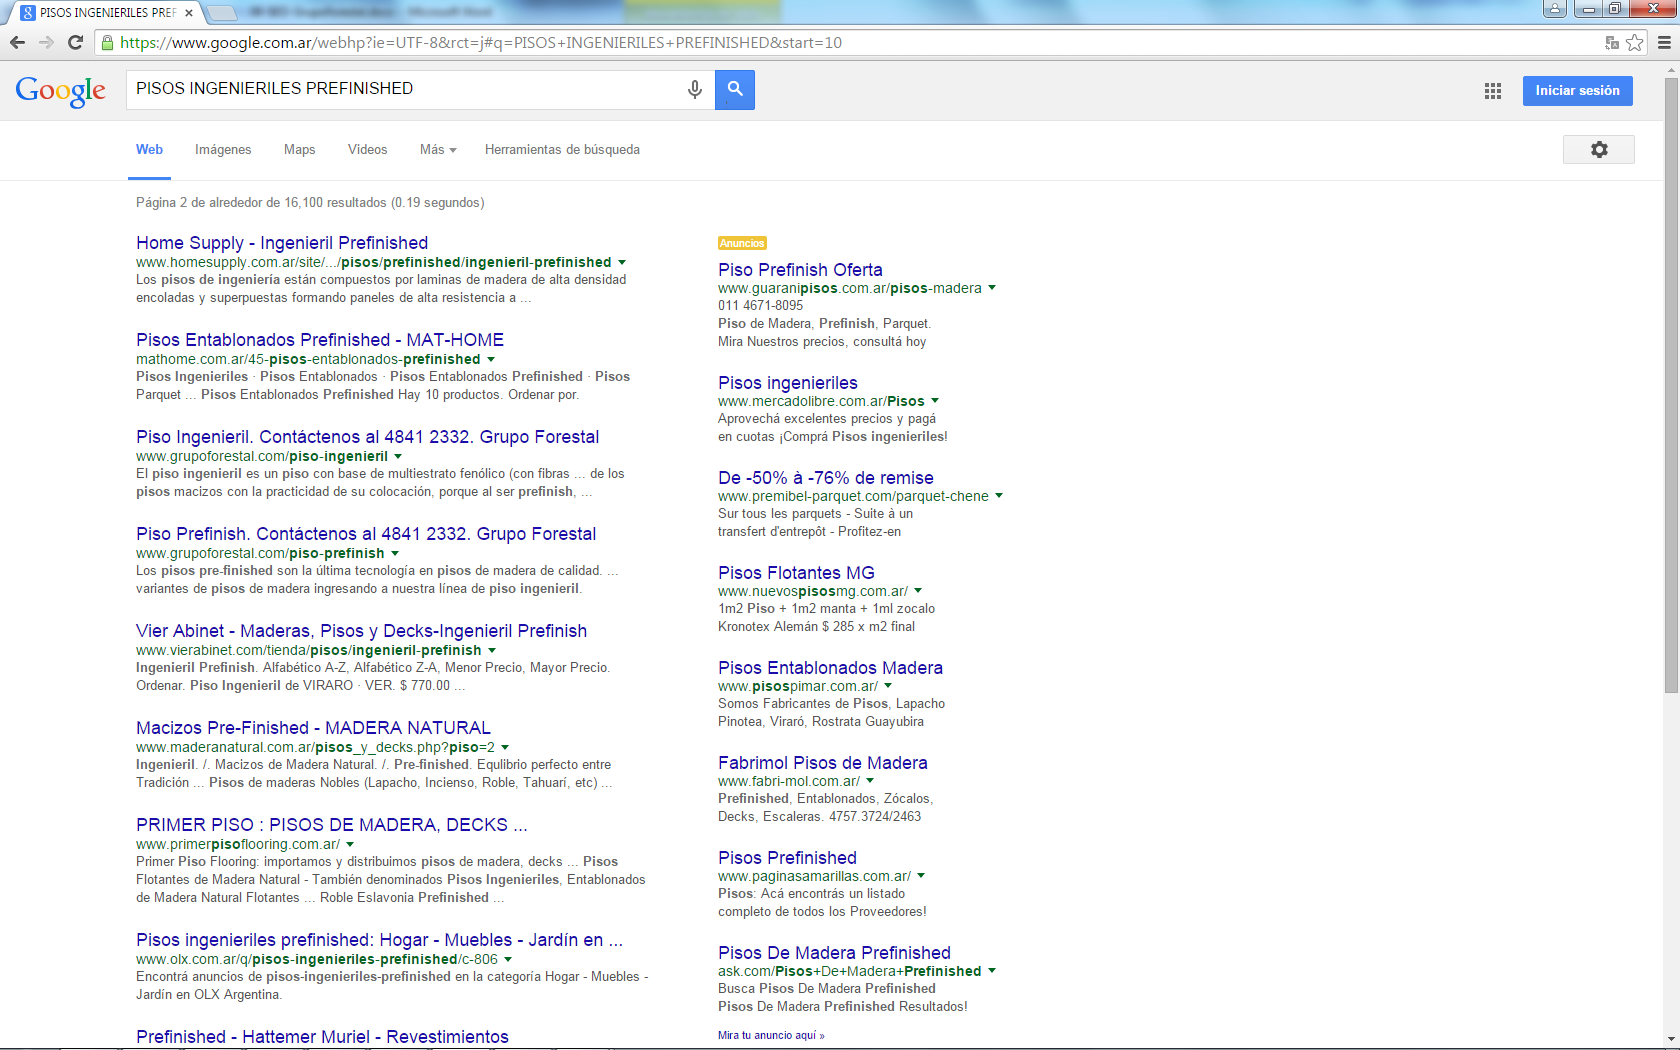 PISOS INGENIERILES PREF
https://www.google.com.ar/webhp?ie=UTF-8&rct=j#q=PISOS+INGENIERILES+PREFINISHED&start=10
Google
PISOS INGENIERILES PREFINISHED
Iniciar sesión
Web Imágenes Maps Videos Más Herramientas de búsqueda
Página 2 de alrededor de 16,100 resultados (0.19 segundos)
Home Supply - Ingenieril Prefinished
www.homesupply.com.ar/site/.../pisos/prefinished/ingenieril-prefinished
Los pisos de ingeniería están compuestos por laminas de madera de alta densidad
encoladas y superpuestas formando paneles de alta resistencia a ...
Pisos Entablonados Prefinished - MAT-HOME
mathome.com.ar/45-pisos-entablonados-prefinished
Pisos Ingenieriles · Pisos Entablonados · Pisos Entablonados Prefinished · Pisos
Parquet ... Pisos Entablonados Prefinished Hay 10 productos. Ordenar por.
Piso Ingenieril. Contáctenos al 4841 2332. Grupo Forestal
www.grupoforestal.com/piso-ingenieril
El piso ingenieril es un piso con base de multiestrato fenólico (con fibras ... de los
pisos macizos con la practicidad de su colocación, porque al ser prefinish, ...
Piso Prefinish. Contáctenos al 4841 2332. Grupo Forestal
www.grupoforestal.com/piso-prefinish
Los pisos pre-finished son la última tecnología en pisos de madera de calidad. ...
variantes de pisos de madera ingresando a nuestra línea de piso ingenieril.
Vier Abinet - Maderas, Pisos y Decks-Ingenieril Prefinish
www.vierabinet.com/tienda/pisos/ingenieril-prefinish
Ingenieril Prefinish. Alfabético A-Z, Alfabético Z-A, Menor Precio, Mayor Precio.
Ordenar. Piso Ingenieril de VIRARO · VER. $ 770.00 ...
Macizos Pre-Finished - MADERA NATURAL
www.maderanatural.com.ar/pisos_y_decks.php?piso=2
Ingenieril. /. Macizos de Madera Natural. /. Pre-finished. Equlibrio perfecto entre
Tradición ... Pisos de maderas Nobles (Lapacho, Incienso, Roble, Tahuarí, etc) ...
PRIMER PISO : PISOS DE MADERA, DECKS ...
www.primerpisoflooring.com.ar/
Primer Piso Flooring: importamos y distribuimos pisos de madera, decks ... Pisos
Flotantes de Madera Natural - También denominados Pisos Ingenieriles, Entablonados
de Madera Natural Flotantes ... Roble Eslavonia Prefinished ...
Pisos ingenieriles prefinished: Hogar - Muebles - Jardín en ...
www.olx.com.ar/q/pisos-ingenieriles-prefinished/c-806
Encontrá anuncios de pisos-ingenieriles-prefinished en la categoría Hogar - Muebles -
Jardín en OLX Argentina.
Prefinished - Hattemer Muriel - Revestimientos
Anuncios
Piso Prefinish Oferta
www.guaranipisos.com.ar/pisos-madera
011 4671-8095
Piso de Madera, Prefinish, Parquet.
Mira Nuestros precios, consultá hoy
Pisos ingenieriles
www.mercadolibre.com.ar/Pisos
Aprovechá excelentes precios y pagá
en cuotas ¡Comprá Pisos ingenieriles!
De -50% à -76% de remise
www.premibel-parquet.com/parquet-chene
Sur tous les parquets - Suite à un
transfert d'entrepôt - Profitez-en
Pisos Flotantes MG
www.nuevospisosmg.com.ar/
1m2 Piso + 1m2 manta + 1ml zocalo
Kronotex Alemán $ 285 x m2 final
Pisos Entablonados Madera
www.pisospimar.com.ar/
Somos Fabricantes de Pisos, Lapacho
Pinotea, Viraró, Rostrata Guayubira
Fabrimol Pisos de Madera
www.fabri-mol.com.ar/
Prefinished, Entablonados, Zócalos,
Decks, Escaleras. 4757.3724/2463
Pisos Prefinished
www.paginasamarillas.com.ar/
Pisos: Acá encontrás un listado
completo de todos los Proveedores!
Pisos De Madera Prefinished
ask.com/Pisos+De+Madera+Prefinished
Busca Pisos De Madera Prefinished
Pisos De Madera Prefinished Resultados!
Mira tu anuncio aquí »